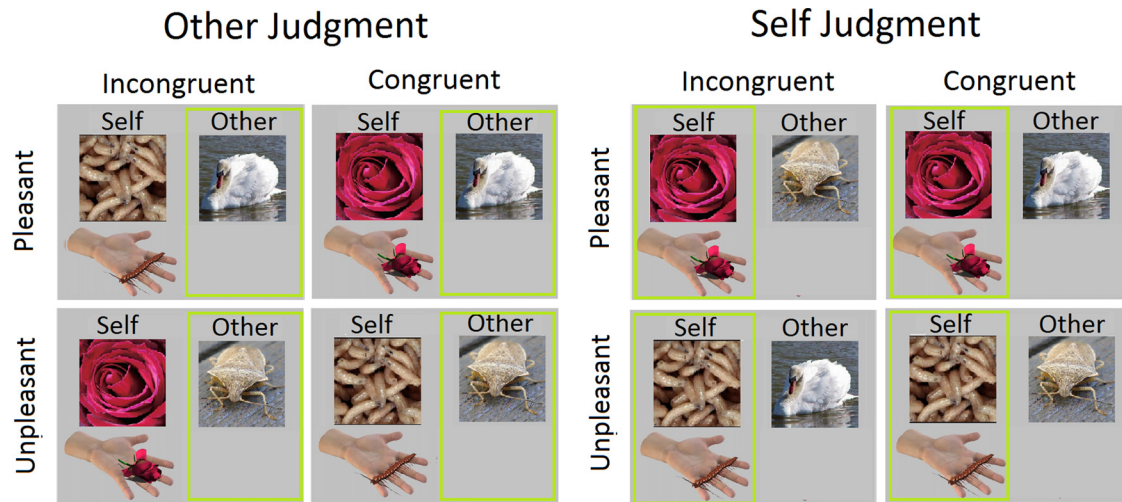 Other Judgment
Self Judgment
Incongruent
Congruent
Incongruent
Congruent
Pleasant
Self
Other
Self
Other
Pleasant
Self
Other
Self
Other
Unpleasant
Self
Other
Self
Other
Unpleasant
Self
Other
Self
Other